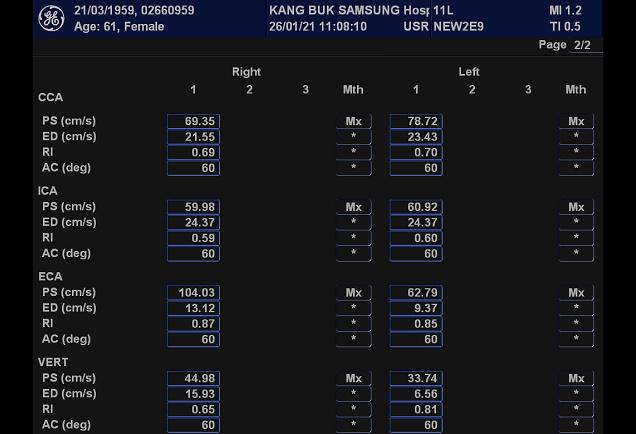 21/03/1959, 02660959 KANG BUK SAMSUNG Hosp 11L MI 1.2
Age: 61, Female 26/01/21 11:08:10 USR NEW2E9 TI 0.5
Page 2/2
Right Left
1 2 3 Mth 1 2 3 Mth
CCA
PS (cm/s) 69.35 Mx 78.72 Mx
ED (cm/s) 21.55 * 23.43 *
RI 0.69 * 0.70 *
AC (deg) 60 * 60 *
ICA
PS (cm/s) 59.98 Mx 60.92 Mx
ED (cm/s) 24.37 * 24.37 *
RI 0.59 * 0.60 *
AC (deg) 60 * 60 *
ECA
PS (cm/s) 104.03 Mx 62.79 Mx
ED (cm/s) 13.12 * 9.37 *
RI 0.87 * 0.85 *
AC (deg) 60 * 60 *
VERT
PS (cm/s) 44.98 Mx 33.74 Mx
ED (cm/s) 15.93 * 6.56 *
RI 0.65 * 0.81 *
AC (deg) 60 * 60 *